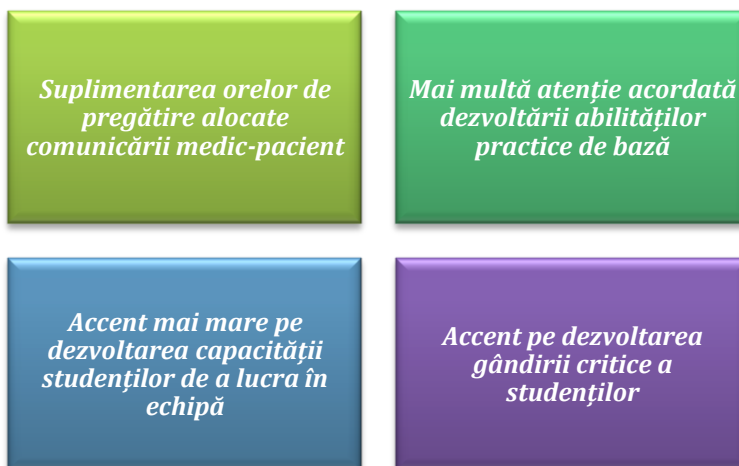 Suplimentarea orelor de
pregătire alocate
comunicării medic-pacient
Mai multă atenție acordată
dezvoltării abilităților
practice de bază
Accent mai mare pe
dezvoltarea capacității
studenților de a lucra în
echipă
Accent pe dezvoltarea
gândirii critice a
studenților